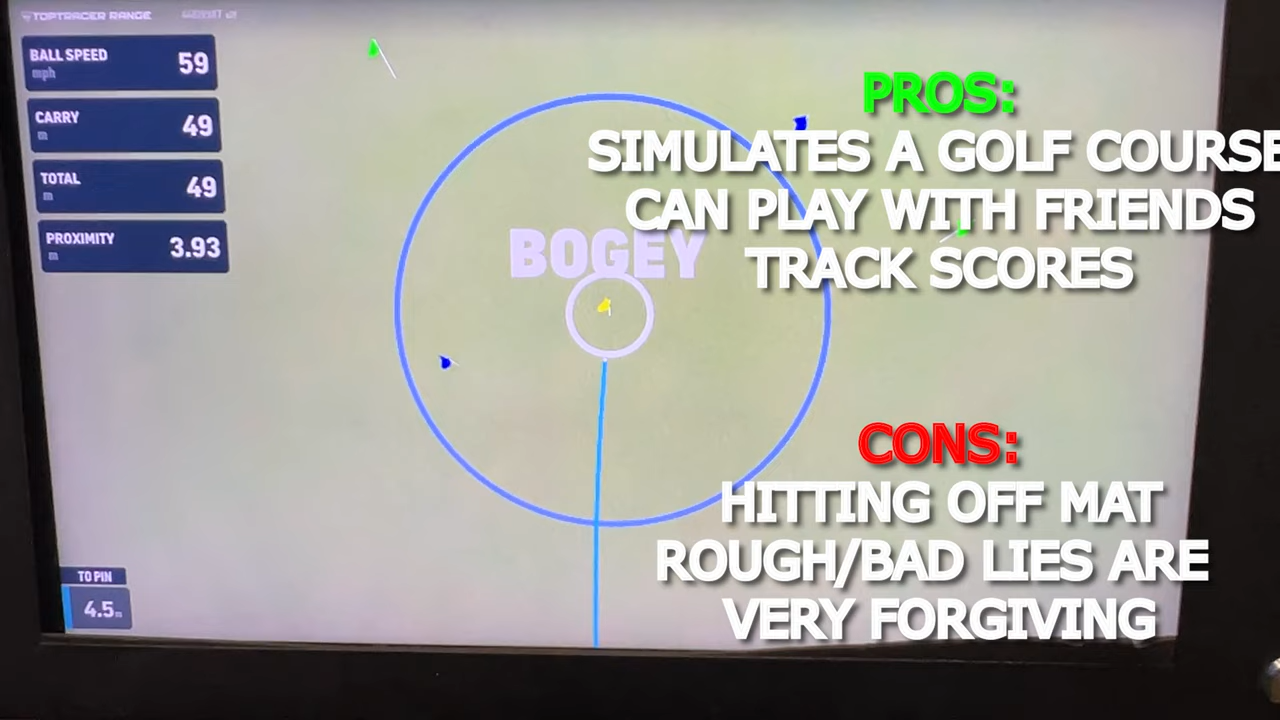 TOPTRACER RANGE
BALL SPEED
mph
59
CARRY
m
49
TOTAL
m
49
PROXIMITY
m
3.93
BOGEY
TO PIN
4.5m
PROS:
SIMULATES A GOLF COURSE
CAN PLAY WITH FRIENDS
TRACK SCORES
CONS:
HITTING OFF MAT
ROUGH/BAD LIES ARE
VERY FORGIVING